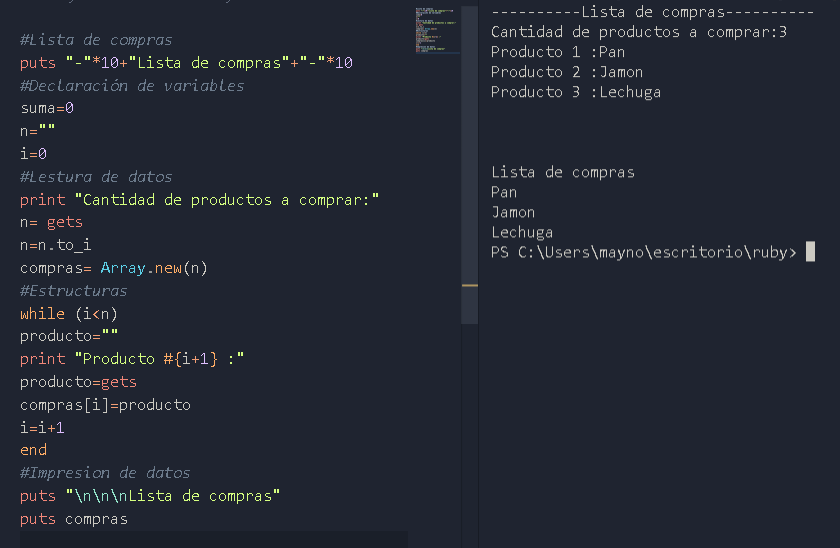 #Lista de compras
puts "-"*10+"Lista de compras"+"-"*10
#Declaración de variables
suma=0
n=""
i=0
#Lestura de datos
print "Cantidad de productos a comprar:"
n= gets
n=n.to_i
compras= Array.new(n)
#Estructuras
while (i<n)
producto=""
print "Producto #{i+1} :"
producto=gets
compras[i]=producto
i=i+1
end
#Impresion de datos
puts "\n\n\nLista de compras"
puts compras
----------Lista de compras----------
Cantidad de productos a comprar:3
Producto 1 :Pan
Producto 2 :Jamon
Producto 3 :Lechuga
Lista de compras
Pan
Jamon
Lechuga
PS C:\Users\mayno\escritorio\ruby>